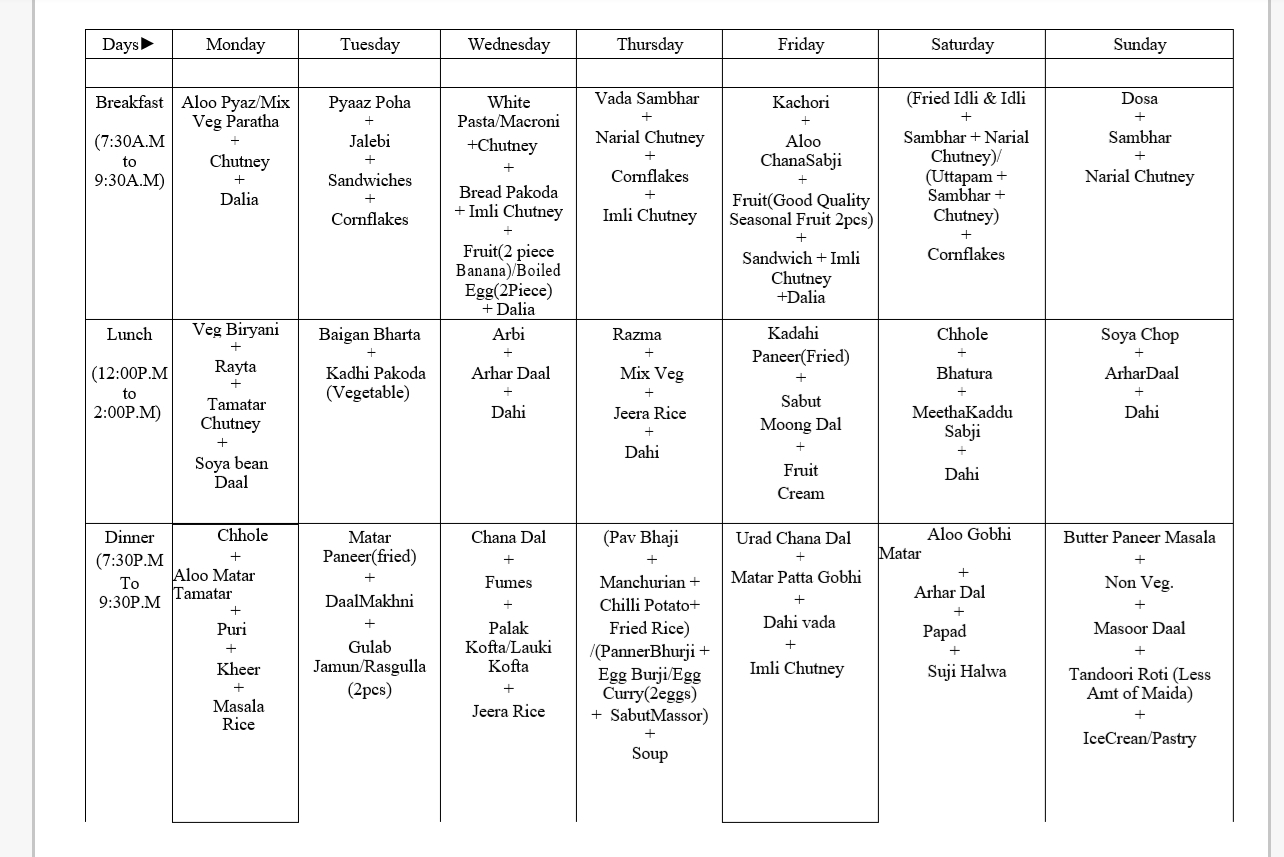 Days► Monday Tuesday Wednesday Thursday Friday Saturday Sunday
Breakfast
(7:30A.M
to
9:30A.M)
Aloo Pyaz/Mix
Veg Paratha
+
Chutney
+
Dalia
Pyaaz Poha
+
Jalebi
+
Sandwiches
+
Cornflakes
White
Pasta/Macroni
+Chutney
+
Bread Pakoda
+ Imli Chutney
+
Fruit(2 piece
Banana)/Boiled
Egg(2Piece)
+ Dalia
Vada Sambhar
+
Narial Chutney
+
Cornflakes
+
Imli Chutney
Kachori
+
Aloo
ChanaSabji
+
Fruit(Good Quality
Seasonal Fruit 2pcs)
+
Sandwich + Imli
Chutney
+Dalia
(Fried Idli & Idli
+
Sambhar + Narial
Chutney)/
(Uttapam +
Sambhar +
Chutney)
+
Cornflakes
Dosa
+
Sambhar
+
Narial Chutney
Lunch
(12:00P.M
to
2:00P.M)
Veg Biryani
+
Rayta
+
Tamatar
Chutney
+
Soya bean
Daal
Baigan Bharta
+
Kadhi Pakoda
(Vegetable)
Arbi
+
Arhar Daal
+
Dahi
Razma
+
Mix Veg
+
Jeera Rice
+
Dahi
Kadahi
Paneer(Fried)
+
Sabut
Moong Dal
+
Fruit
Cream
Chhole
+
Bhatura
+
MeethaKaddu
Sabji
+
Dahi
Soya Chop
+
ArharDaal
+
Dahi
Dinner
(7:30P.M
To
9:30P.M
Chhole
+
Aloo Matar
Tamatar
+
Puri
+
Kheer
+
Masala
Rice
Matar
Paneer(fried)
+
DaalMakhni
+
Gulab
Jamun/Rasgulla
(2pcs)
Chana Dal
+
Fumes
+
Palak
Kofta/Lauki
Kofta
+
Jeera Rice
(Pav Bhaji
+
Manchurian +
Chilli Potato+
Fried Rice)
/(PannerBhurji +
Egg Burji/Egg
Curry(2eggs)
+ SabutMassor)
+
Soup
Urad Chana Dal
+
Matar Patta Gobhi
+
Dahi vada
+
Imli Chutney
Aloo Gobhi
Matar
+
Arhar Dal
+
Papad
+
Suji Halwa
Butter Paneer Masala
+
Non Veg.
+
Masoor Daal
+
Tandoori Roti (Less
Amt of Maida)
+
IceCrean/Pastry